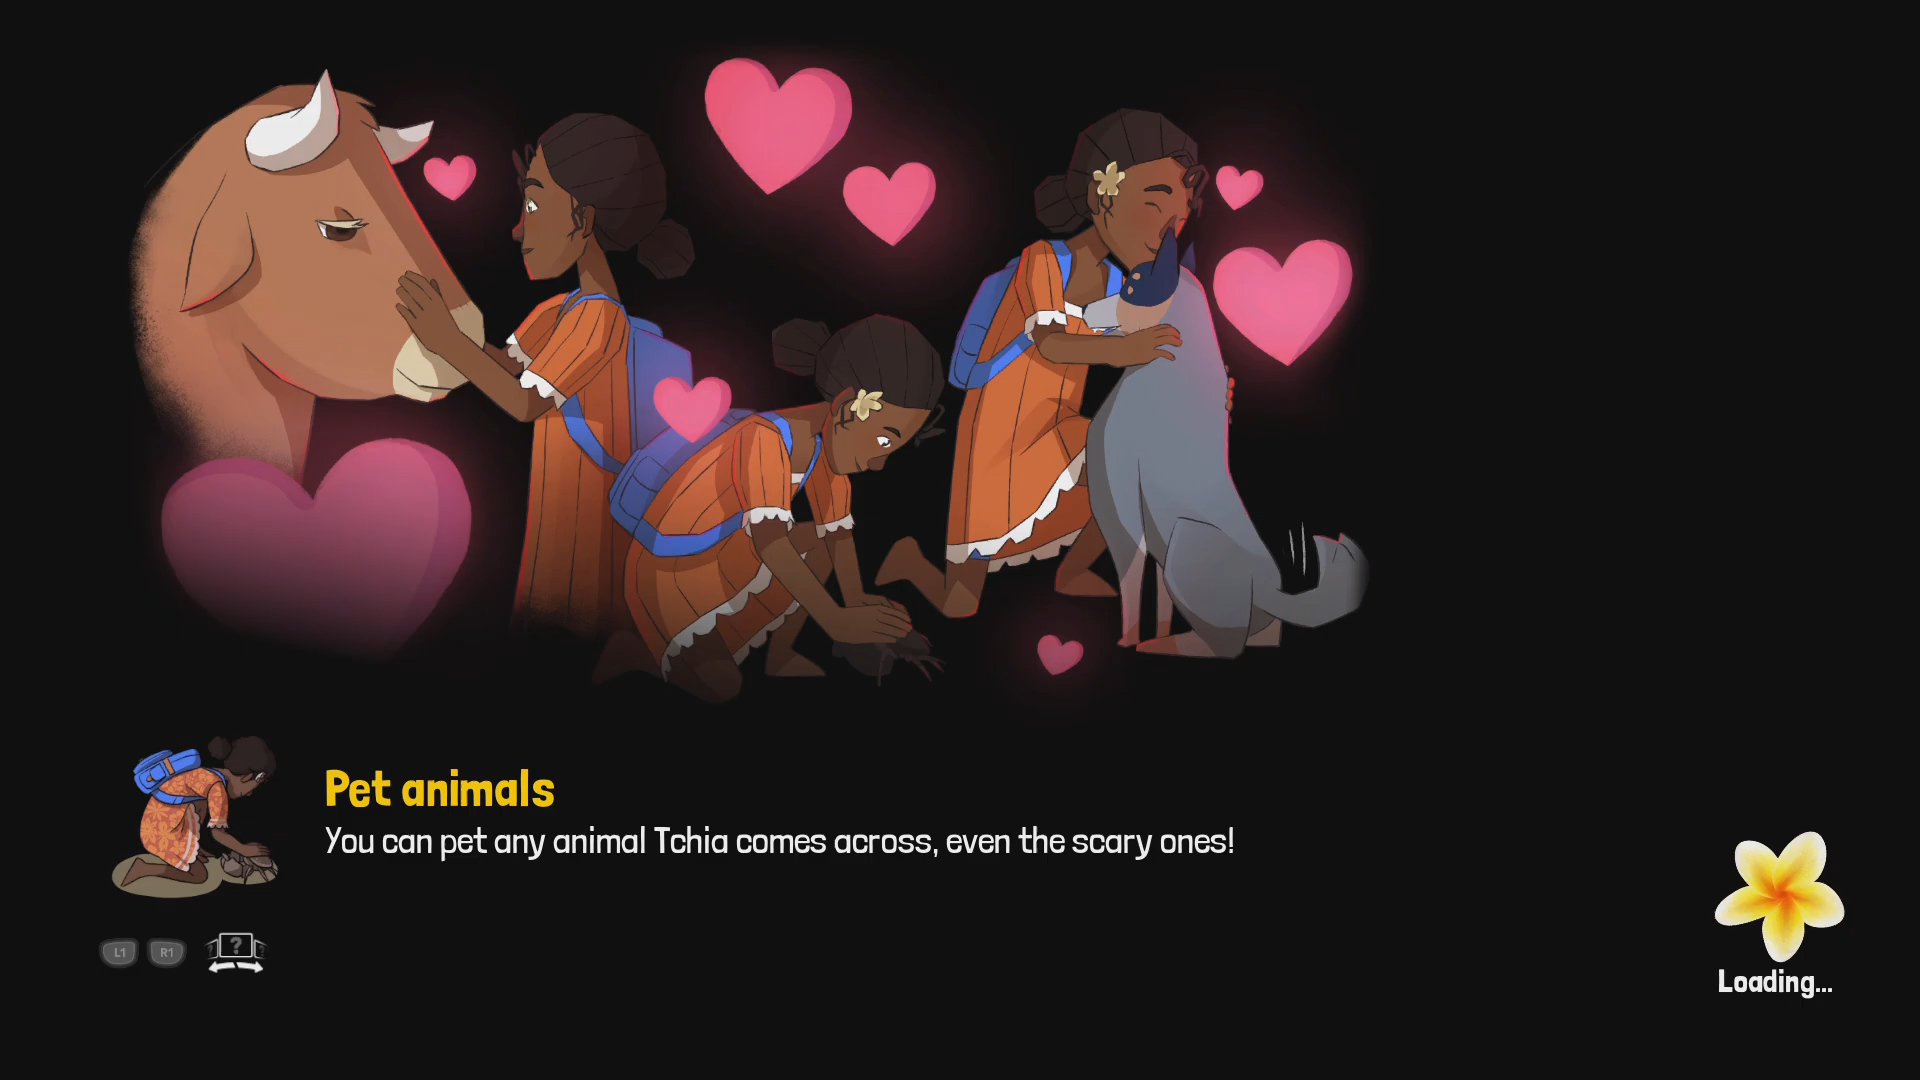 Pet animals
You can pet any animal Tchia comes across, even the scary ones!
L1 R1 ?
Loading...